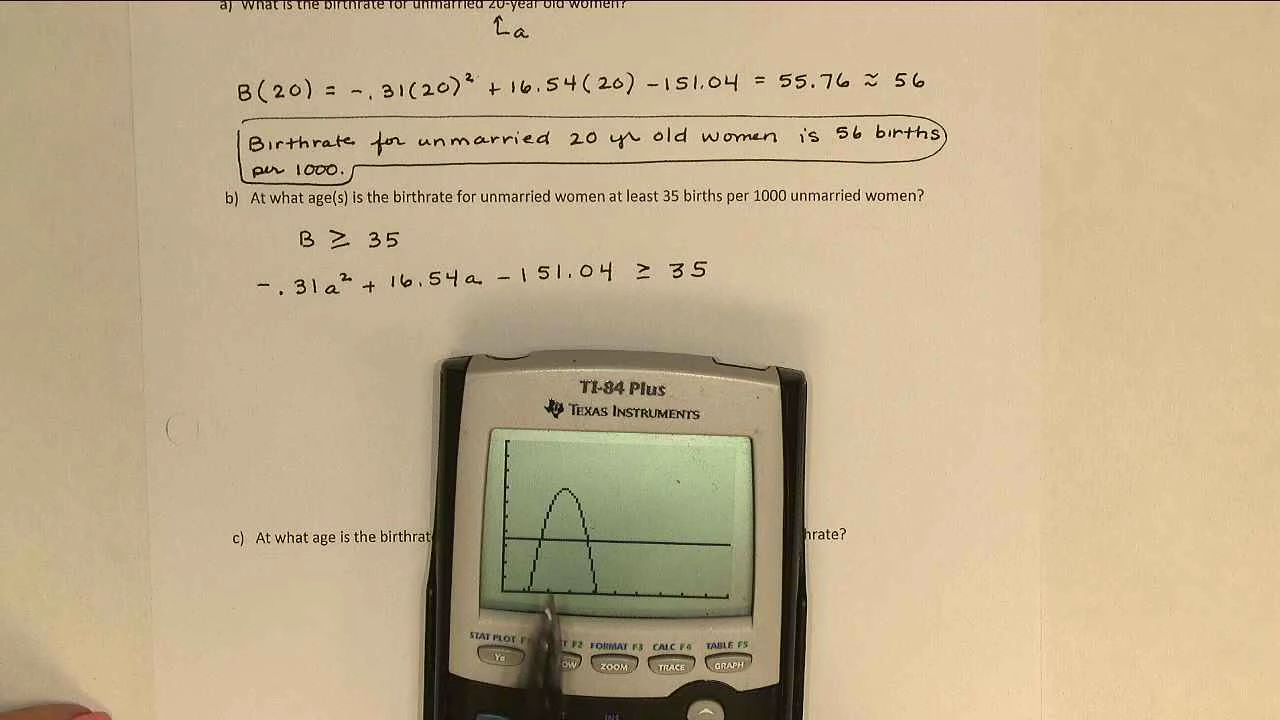 a) What is the birthrate for unmarried 20-year old women?
↑a
B(20) = -.31(20)² + 16.54(20) - 151.04 = 55.76 ≈ 56
Birthrate for unmarried 20 yr old women is 56 births
per 1000.
b) At what age(s) is the birthrate for unmarried women at least 35 births per 1000 unmarried women?
B ≥ 35
-.31a² + 16.54a - 151.04 ≥ 35
TI-84 Plus
TEXAS INSTRUMENTS
c) At what age is the birthrat
hrate?
STAT PLOT F2 FORMAT F3 CALC F4 TABLE F5
Y= OW ZOOM TRACE GRAPH